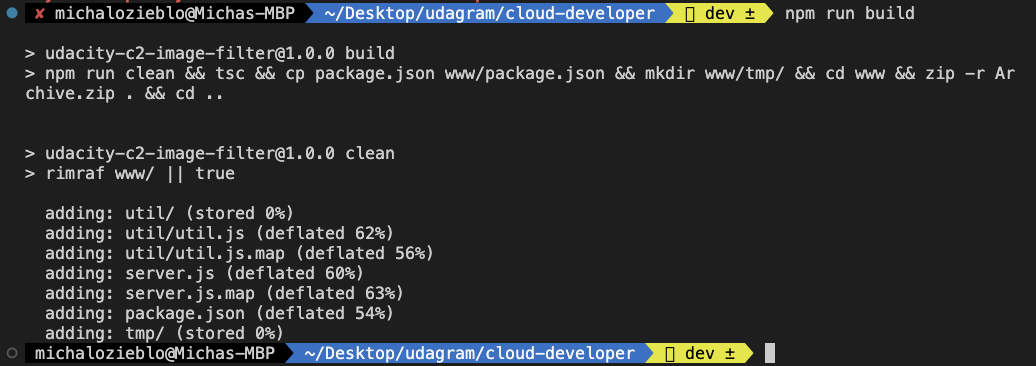 ✘ michalozieblo@Michas-MBP ~/Desktop/udagram/cloud-developer dev ± npm run build
> udacity-c2-image-filter@1.0.0 build
> npm run clean && tsc && cp package.json www/package.json && mkdir www/tmp/ && cd www && zip -r Ar
chive.zip . && cd ..
> udacity-c2-image-filter@1.0.0 clean
> rimraf www/ || true
adding: util/ (stored 0%)
adding: util/util.js (deflated 62%)
adding: util/util.js.map (deflated 56%)
adding: server.js (deflated 60%)
adding: server.js.map (deflated 63%)
adding: package.json (deflated 54%)
adding: tmp/ (stored 0%)
michalozieblo@Michas-MBP ~/Desktop/udagram/cloud-developer dev ±